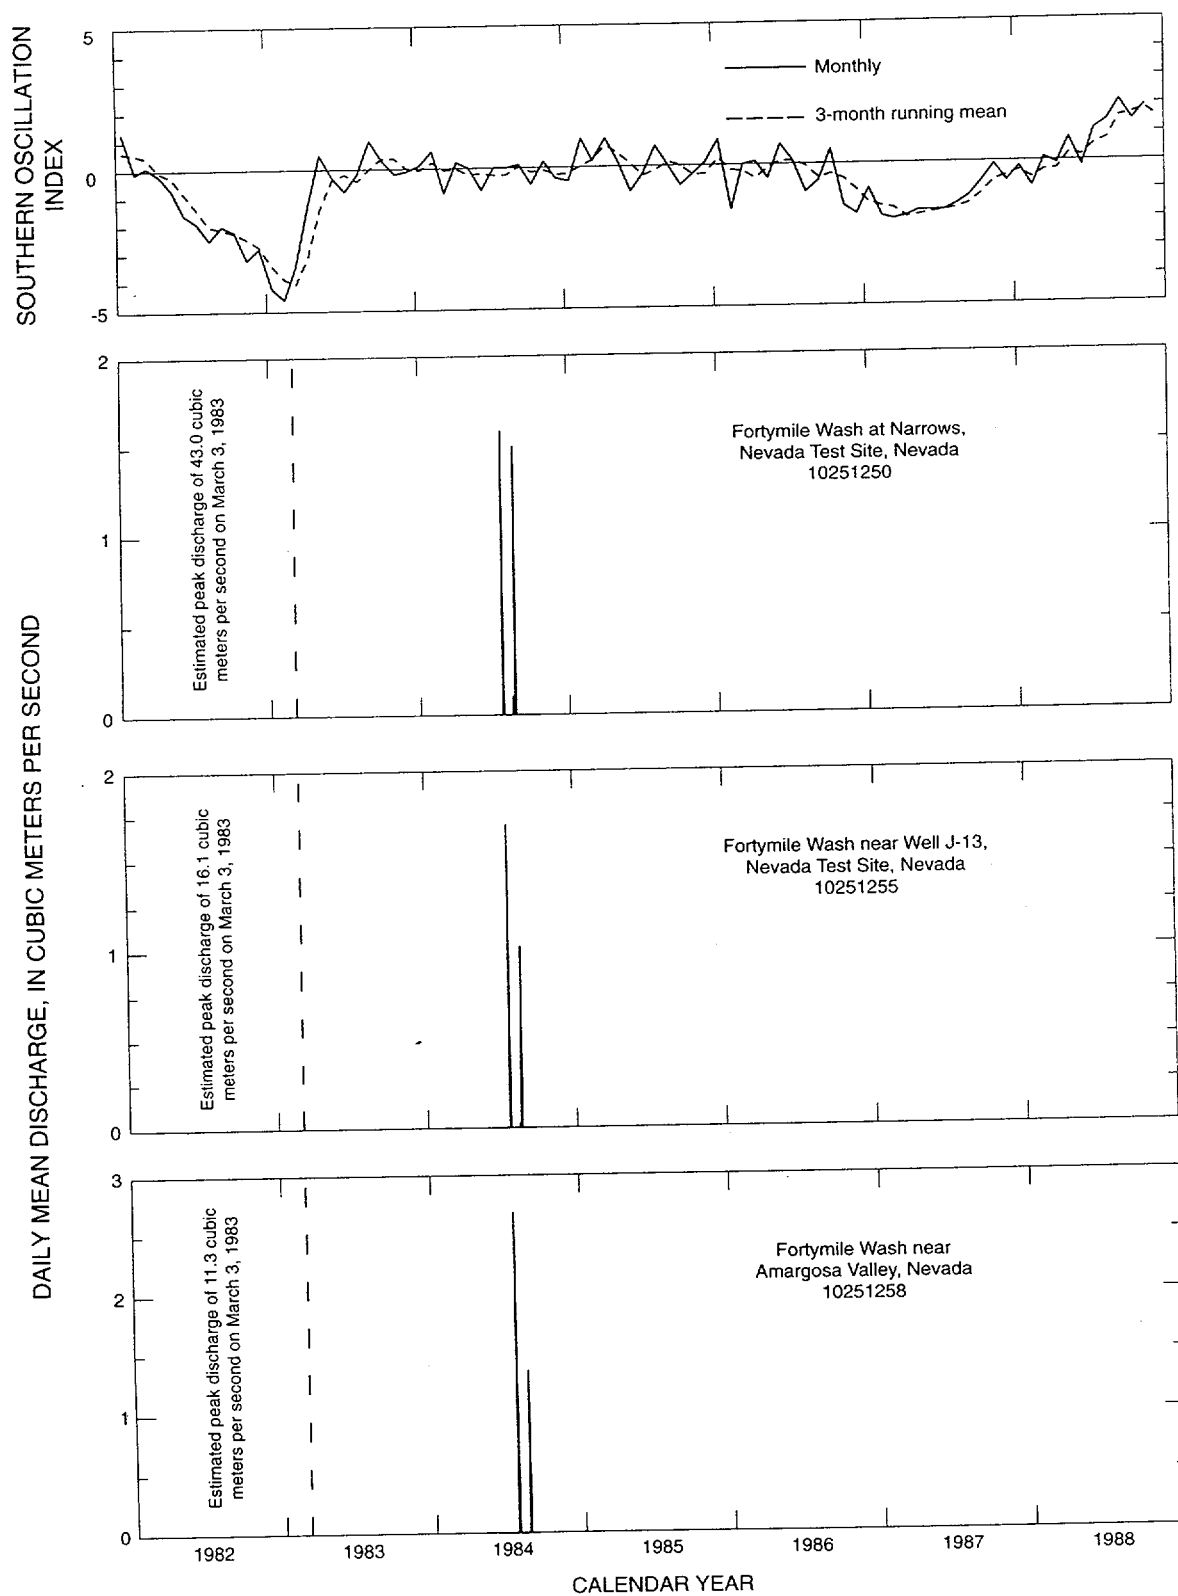 SOUTHERN OSCILLATION
INDEX
5
0
-5
Monthly
3-month running mean
DAILY MEAN DISCHARGE, IN CUBIC METERS PER SECOND
2
1
0
Estimated peak discharge of 43.0 cubic
meters per second on March 3, 1983
Fortymile Wash at Narrows,
Nevada Test Site, Nevada
10251250
2
1
0
Estimated peak discharge of 16.1 cubic
meters per second on March 3, 1983
Fortymile Wash near Well J-13,
Nevada Test Site, Nevada
10251255
3
2
1
0
Estimated peak discharge of 11.3 cubic
meters per second on March 3, 1983
Fortymile Wash near
Amargosa Valley, Nevada
10251258
1982 1983 1984 1985 1986 1987 1988
CALENDAR YEAR